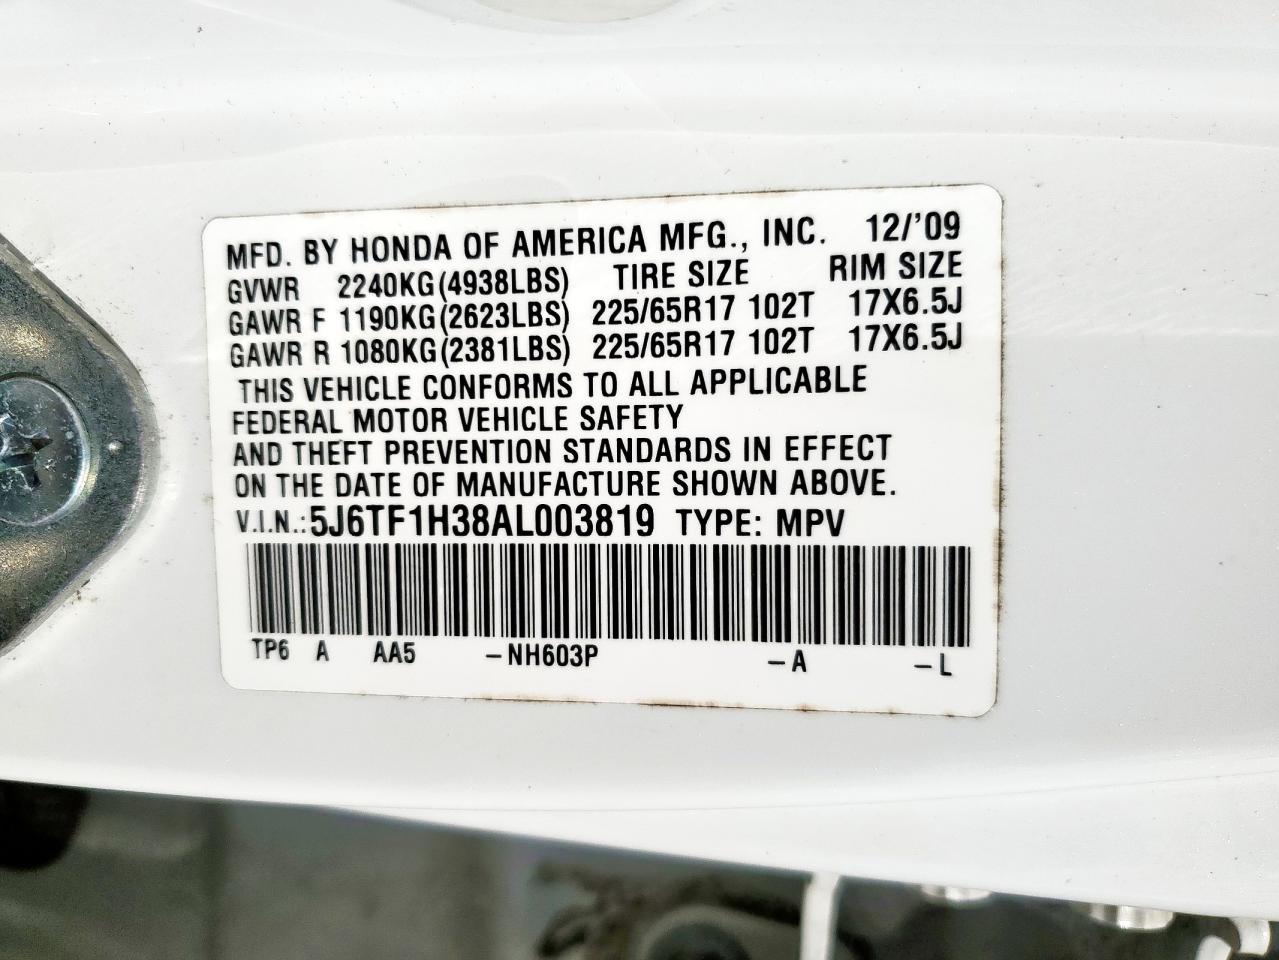 MFD. BY HONDA OF AMERICA MFG., INC. 12/'09
GVWR 2240KG(4938LBS) TIRE SIZE RIM SIZE
GAWR F 1190KG(2623LBS) 225/65R17 102T 17X6.5J
GAWR R 1080KG(2381LBS) 225/65R17 102T 17X6.5J
THIS VEHICLE CONFORMS TO ALL APPLICABLE
FEDERAL MOTOR VEHICLE SAFETY
AND THEFT PREVENTION STANDARDS IN EFFECT
ON THE DATE OF MANUFACTURE SHOWN ABOVE.
V.I.N.:5J6TF1H38AL003819 TYPE: MPV
TP6 A AA5 -NH603P -A -L